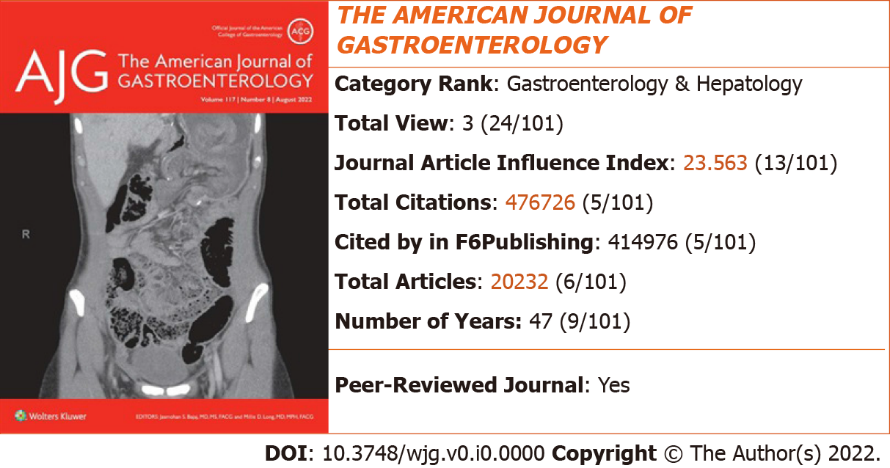 Official Journal of the American
College of Gastroenterology
ACG
AJG
The American Journal of
GASTROENTEROLOGY
Volume 117 | Number 8 | August 2022
R
Wolters Kluwer
EDITORS: Jasmohan S. Bajaj, MD, MS, FACG and Millie D. Long, MD, MPH, FACG
THE AMERICAN JOURNAL OF
GASTROENTEROLOGY
Category Rank: Gastroenterology & Hepatology
Total View: 3 (24/101)
Journal Article Influence Index: 23.563 (13/101)
Total Citations: 476726 (5/101)
Cited by in F6Publishing: 414976 (5/101)
Total Articles: 20232 (6/101)
Number of Years: 47 (9/101)
Peer-Reviewed Journal: Yes
DOI: 10.3748/wjg.v0.i0.0000 Copyright © The Author(s) 2022.